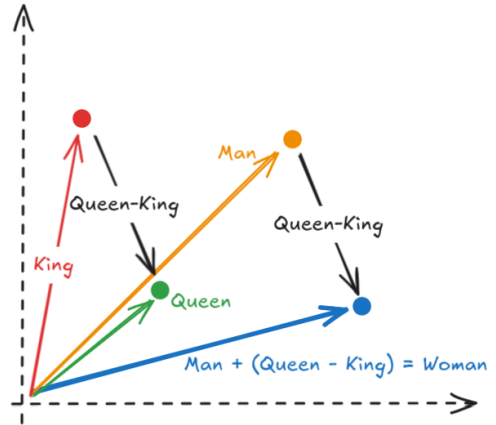 Man
Queen-King
Queen-King
King
Queen
Man + (Queen - King) = Woman